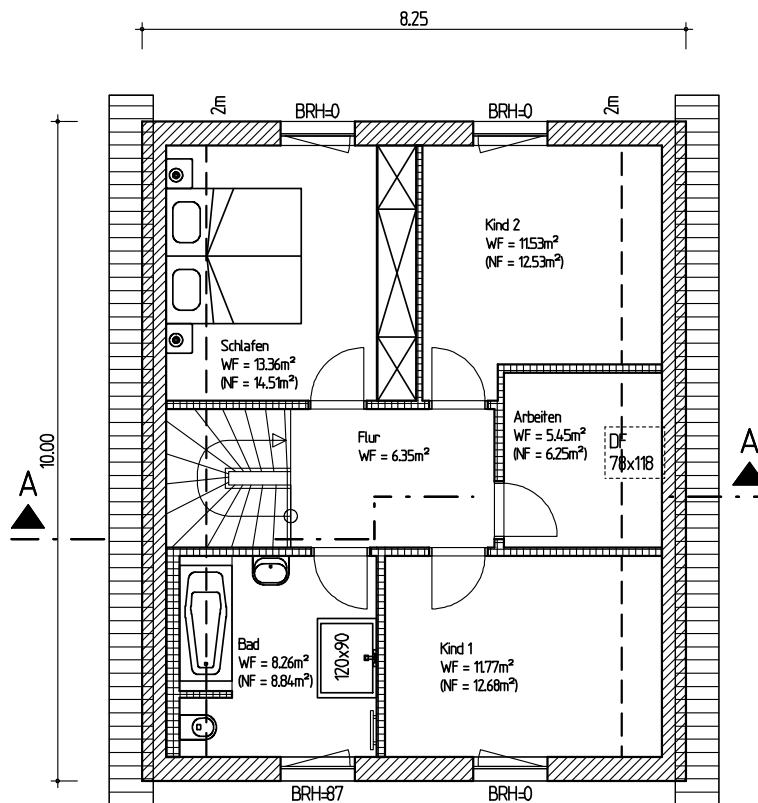 8.25
2m
BRH=0
BRH=0
2m
Kind 2
WF = 11.53m²
(NF = 12.53m²)
Schlafen
WF = 13.36m²
(NF = 14.51m²)
Arbeiten
WF = 5.45m²
(NF = 6.25m²)
DF
78x118
Flur
WF = 6.35m²
10.00
A
A
Bad
WF = 8.26m²
(NF = 8.84m²)
120x90
Kind 1
WF = 11.77m²
(NF = 12.68m²)
BRH=87
BRH=0